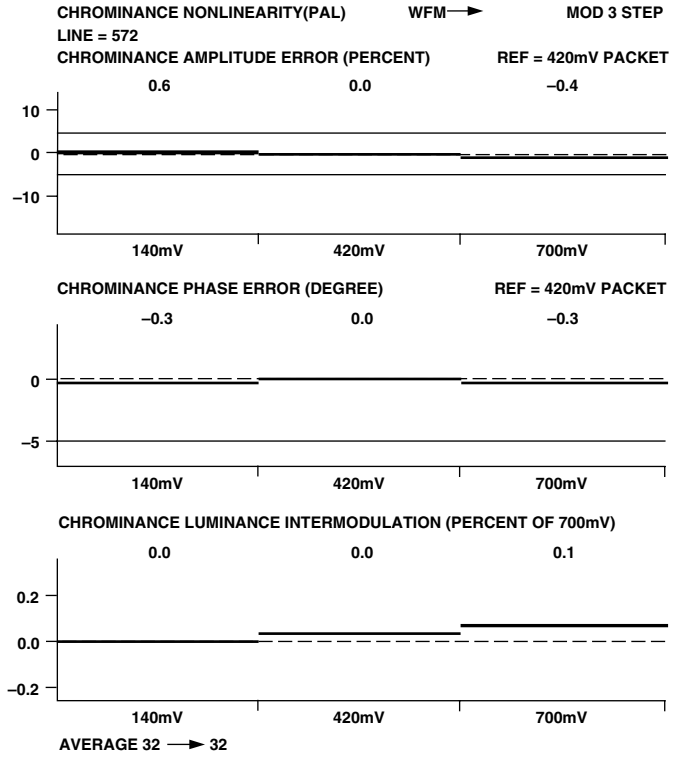 CHROMINANCE NONLINEARITY(PAL) WFM MOD 3 STEP
LINE = 572
CHROMINANCE AMPLITUDE ERROR (PERCENT) REF = 420mV PACKET
0.6 0.0 –0.4
10
0
–10
140mV 420mV 700mV
CHROMINANCE PHASE ERROR (DEGREE) REF = 420mV PACKET
–0.3 0.0 –0.3
0
–5
140mV 420mV 700mV
CHROMINANCE LUMINANCE INTERMODULATION (PERCENT OF 700mV)
0.0 0.0 0.1
0.2
0.0
–0.2
140mV 420mV 700mV
AVERAGE 32 32